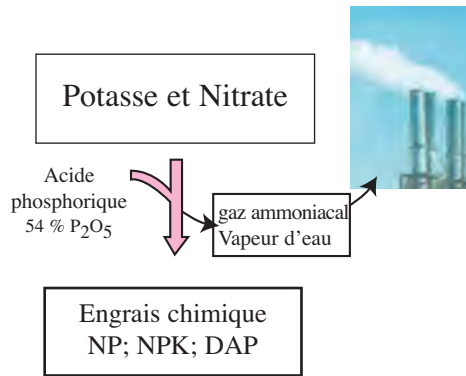 Potasse et Nitrate
Acide
phosphorique
54 % P₂O₅
gaz ammoniacal
Vapeur d'eau
Engrais chimique
NP; NPK; DAP